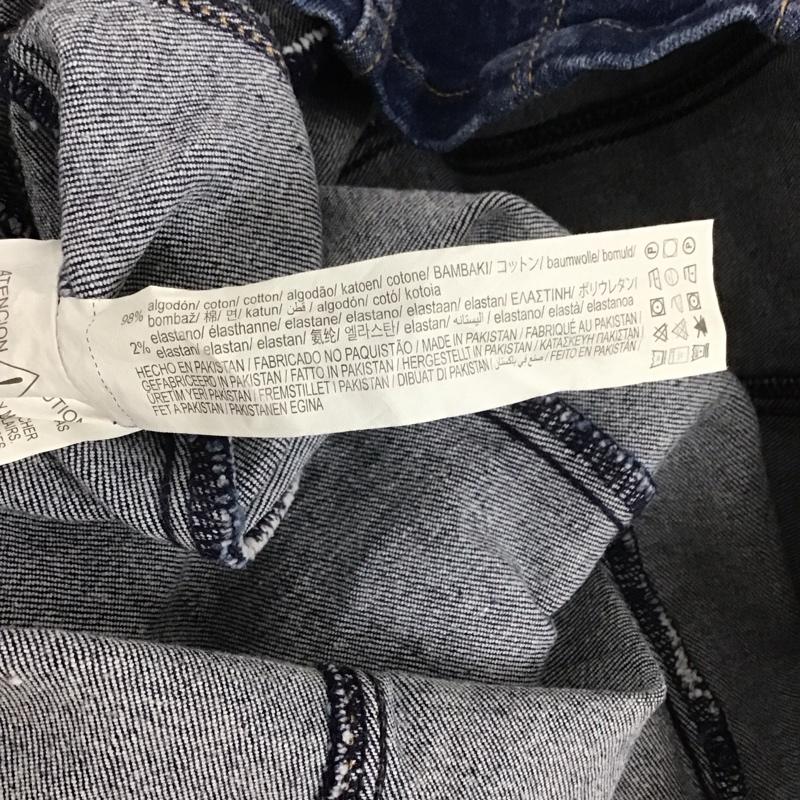 98% algodón/ coton/ cotton/ algodão/ katoen/ cotone/ BAMBAKI/ コットン/ baumwolle/ bomuld/
bombaž/ 棉/ 면/ katun/ قطن / algodón/ cotó/ kotoia
2% elastano/ elásthanne/ elastane/ elastano/ elastaan/ elastan/ ΕΛΑΣΤΙΝΗ/ ポリウレタン/
elastan/ elastan/ elastan/ 氨纶/ 엘라스탄/ elastan/ اليستانه / elastano/ elastà/ elastanoa
HECHO EN PAKISTAN / FABRICADO NO PAQUISTÃO / MADE IN PAKISTAN / FABRIQUÉ AU PAKISTAN /
GEFABRICEERD IN PAKISTAN / FATTO IN PAKISTAN / HERGESTELLT IN PAKISTAN / ΚΑΤΑΣΚΕΥΗ ΠΑΚΙΣΤΑΝ /
ÜRETIM YERI PAKISTAN / FREMSTILLET I PAKISTAN / DIBUAT DI PAKISTAN / صنع في باكستان / FEITO EN PAKISTAN /
FET A PAKISTAN / PAKISTANEN EGINA
ATENCION